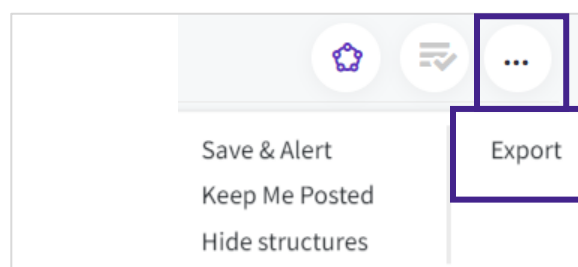 ...
Save & Alert
Export
Keep Me Posted
Hide structures